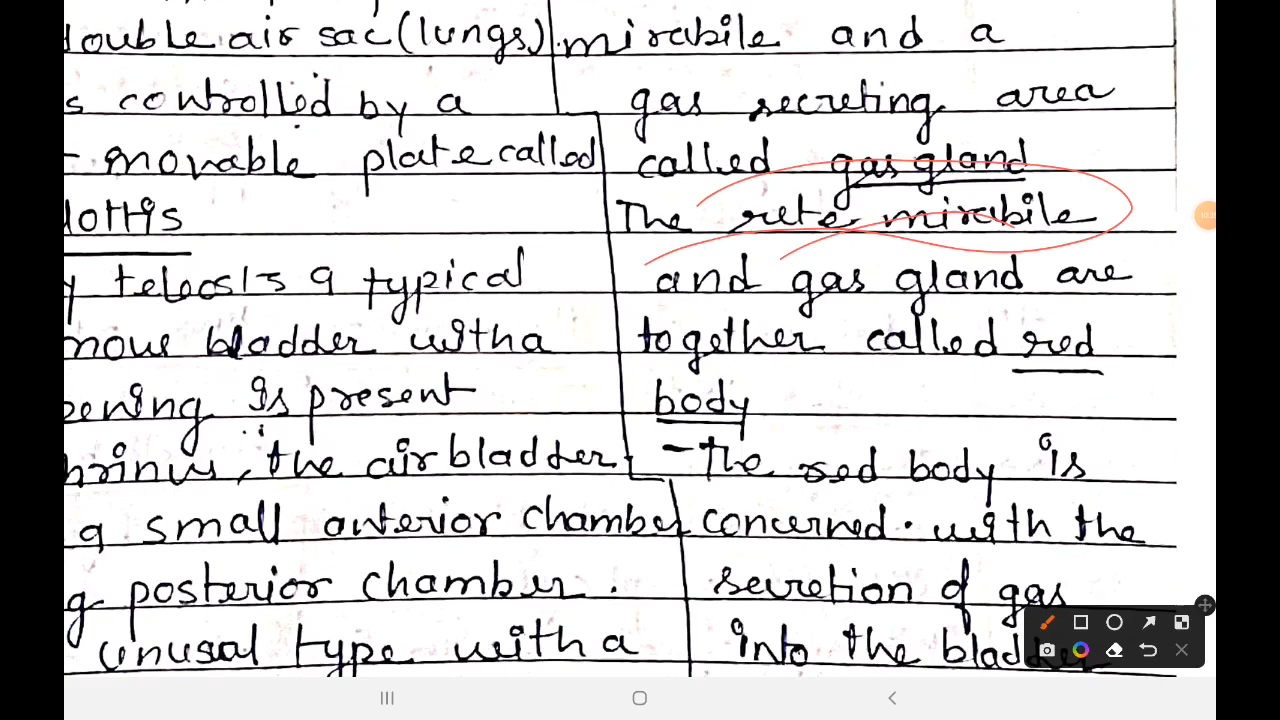 double air sac (lungs)
s controlled by a
- movable plate called
lottis
y teleosts a typical
nous bladder with a
pening is present
hrinus, the air bladder
a small anterior chamber
g posterior chamber.
unusal type with a
mirabile and a
gas secreting area
called gas gland
The rete mirabile
and gas gland are
together called red
body
- The red body is
concerned with the
secretion of gas
into the bladder